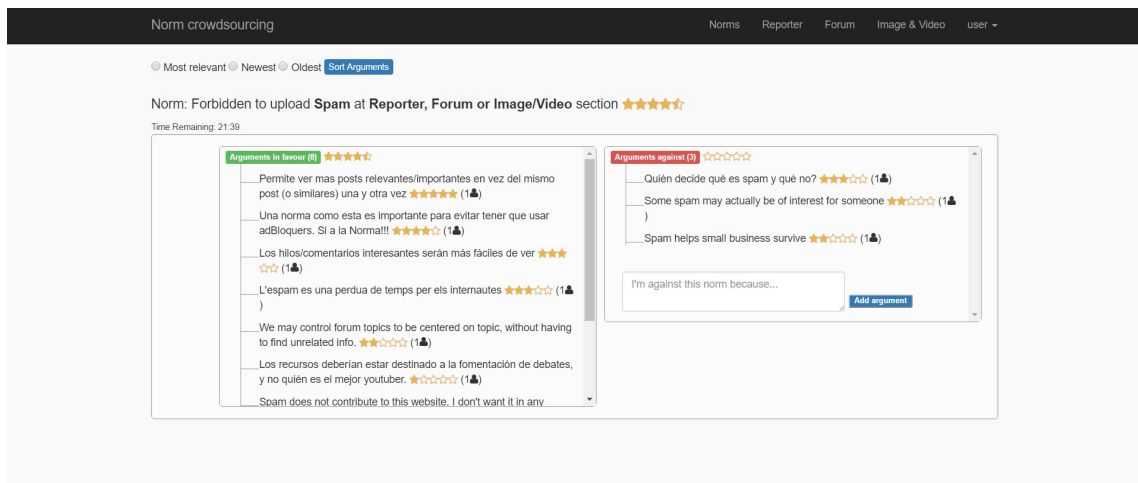 Norm crowdsourcing
Norms Reporter Forum Image & Video user
Most relevant Newest Oldest Sort Arguments
Norm: Forbidden to upload Spam at Reporter, Forum or Image/Video section
Time Remaining: 21:39
Arguments in favour (8)
Permite ver mas posts relevantes/importantes en vez del mismo
post (o similares) una y otra vez (1)
Una norma como esta es importante para evitar tener que usar
adBloquers. Si a la Norma!!! (1)
Los hilos/comentarios interesantes serán más fáciles de ver
(1)
L'espam es una perdua de temps per els internautes (1
)
We may control forum topics to be centered on topic, without having
to find unrelated info. (1)
Los recursos deberían estar destinado a la fomentación de debates,
y no quién es el mejor youtuber. (1)
Spam does not contribute to this website. I don't want it in any
Arguments against (3)
Quién decide qué es spam y qué no? (1)
Some spam may actually be of interest for someone (1
)
Spam helps small business survive (1)
I'm against this norm because...
Add argument